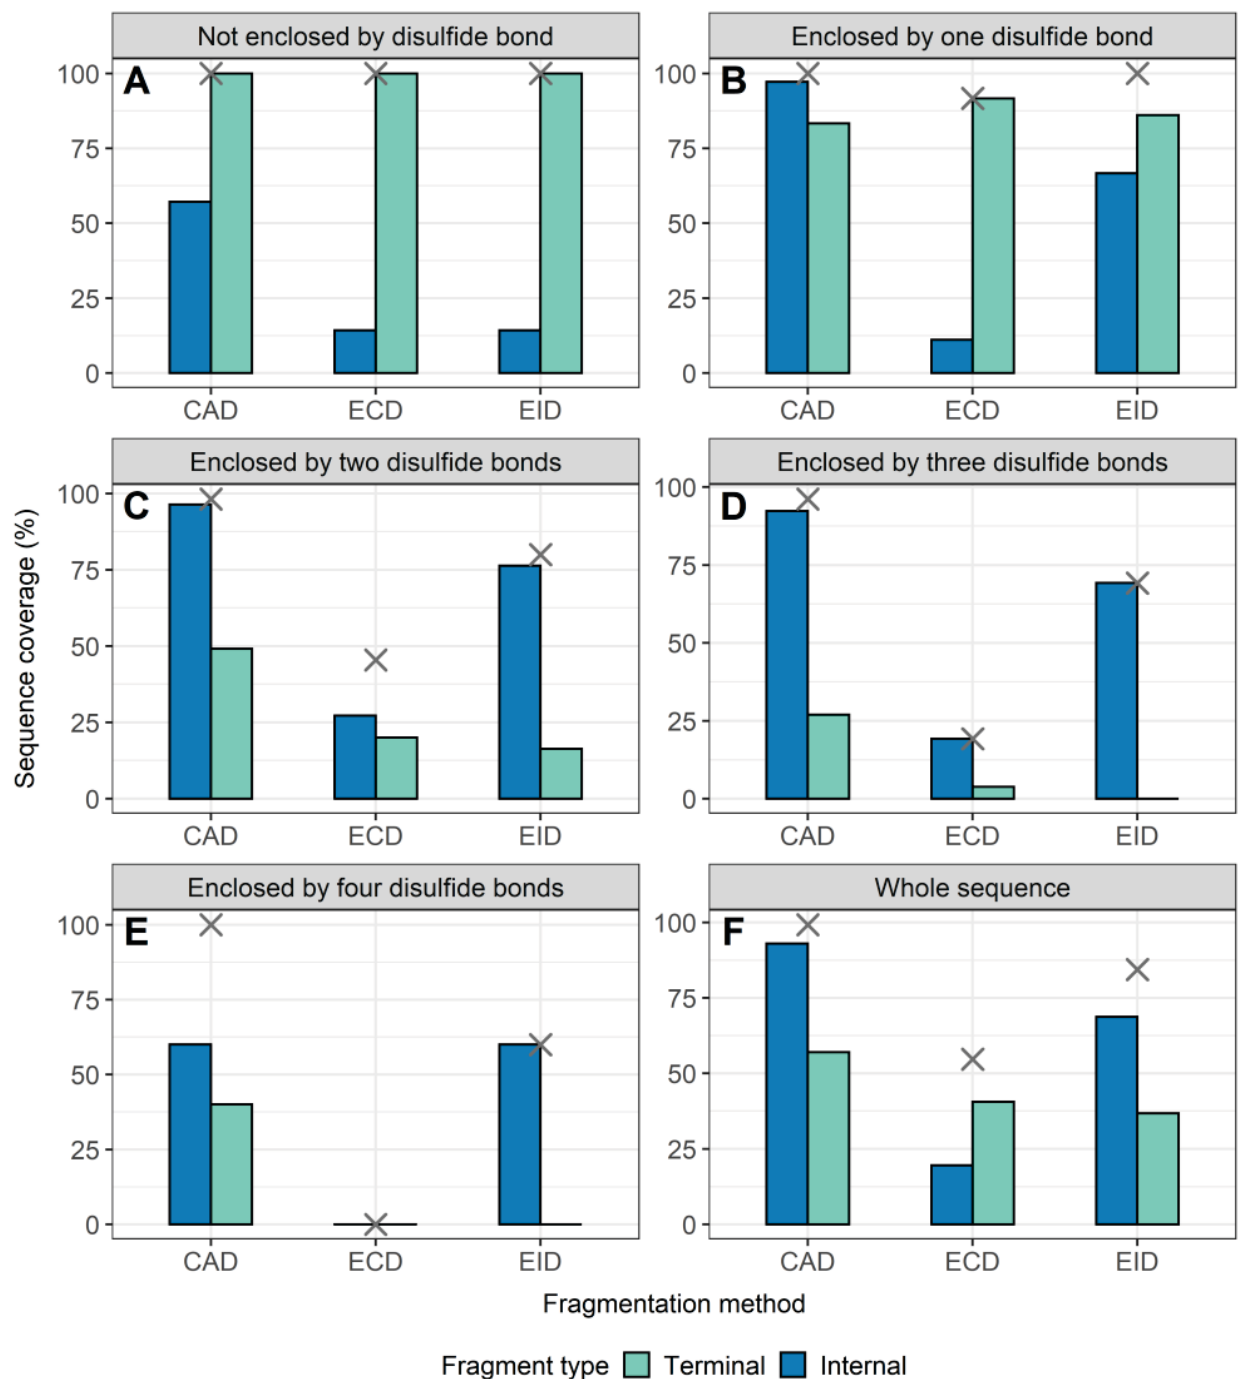 Not enclosed by disulfide bond
Enclosed by one disulfide bond
A
100
75
50
25
0
CAD ECD EID
B
100
75
50
25
0
CAD ECD EID
Enclosed by two disulfide bonds
Enclosed by three disulfide bonds
C
100
75
50
25
0
CAD ECD EID
D
100
75
50
25
0
CAD ECD EID
Enclosed by four disulfide bonds
Whole sequence
E
100
75
50
25
0
CAD ECD EID
F
100
75
50
25
0
CAD ECD EID
Sequence coverage (%)
Fragmentation method
Fragment type Terminal Internal